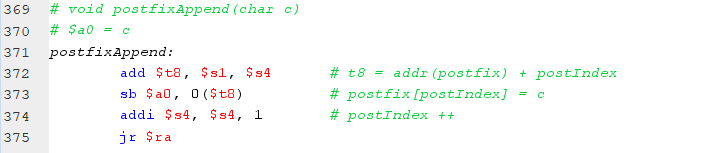 369 # void postfixAppend(char c)
370 # $a0 = c
371 postfixAppend:
372 add $t8, $s1, $s4 # t8 = addr(postfix) + postIndex
373 sb $a0, 0($t8) # postfix[postIndex] = c
374 addi $s4, $s4, 1 # postIndex ++
375 jr $ra